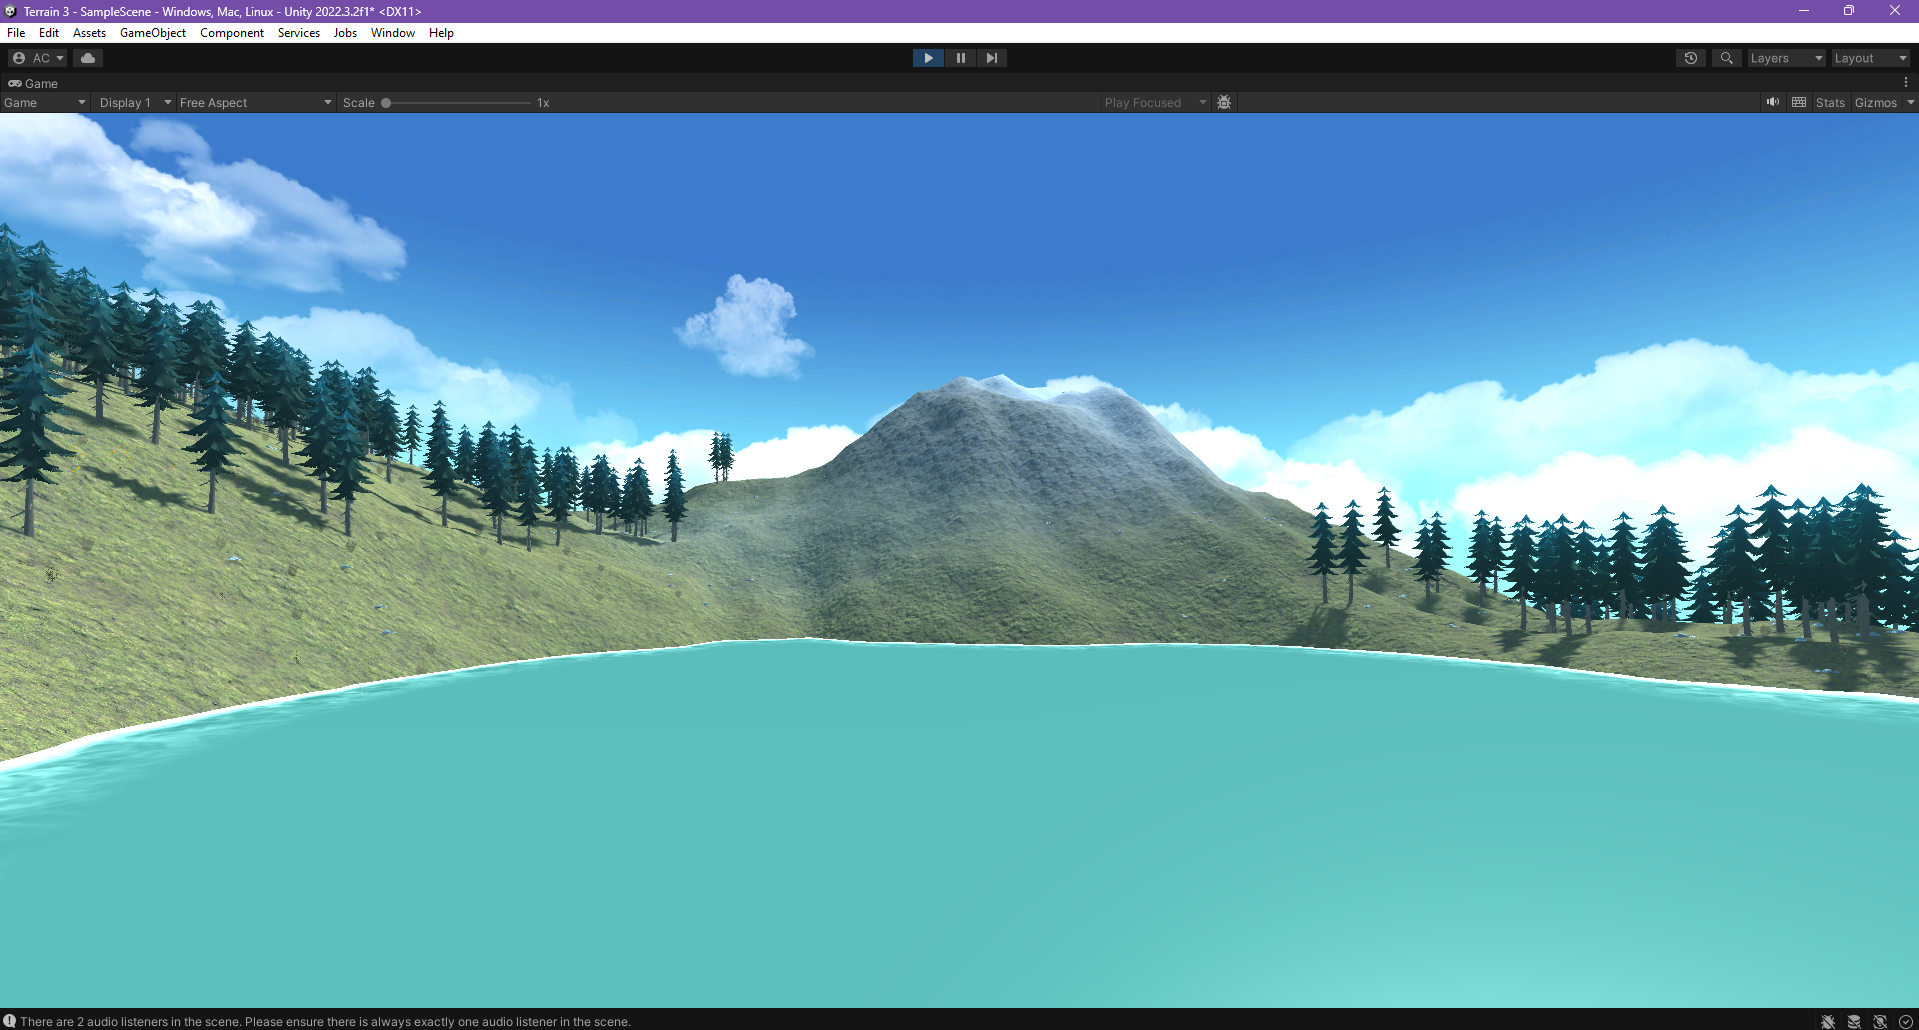 Terrain 3 - SampleScene - Windows, Mac, Linux - Unity 2022.3.2f1* <DX11>
File Edit Assets GameObject Component Services Jobs Window Help
AC Layers Layout
Game
Game Display 1 Free Aspect Scale 1x Play Focused Stats Gizmos
There are 2 audio listeners in the scene. Please ensure there is always exactly one audio listener in the scene.